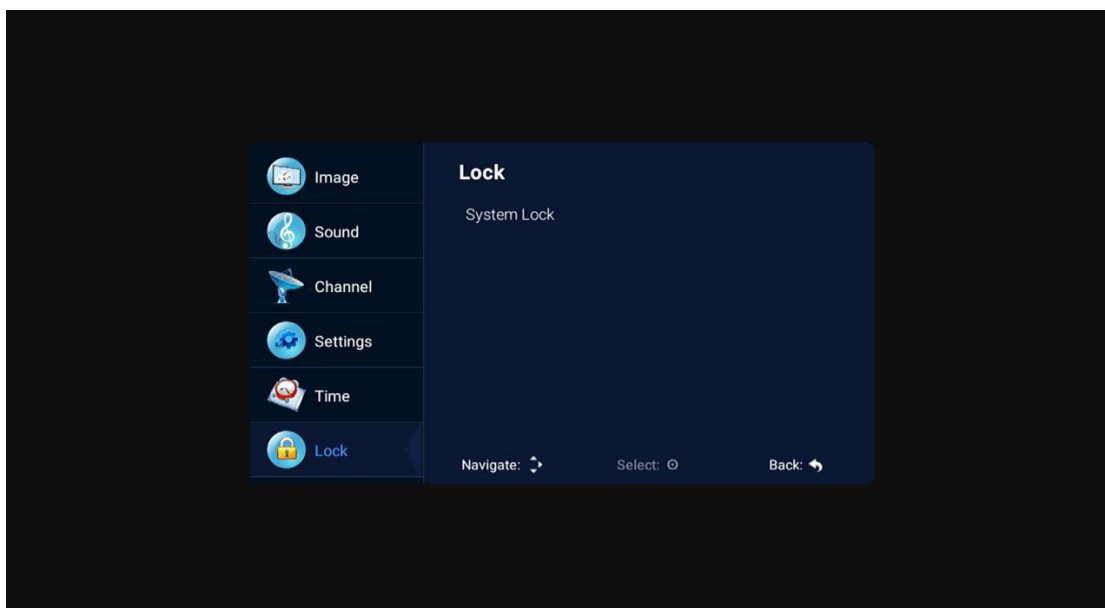 Image
Sound
Channel
Settings
Time
Lock
Lock
System Lock
Navigate: Select: Back: